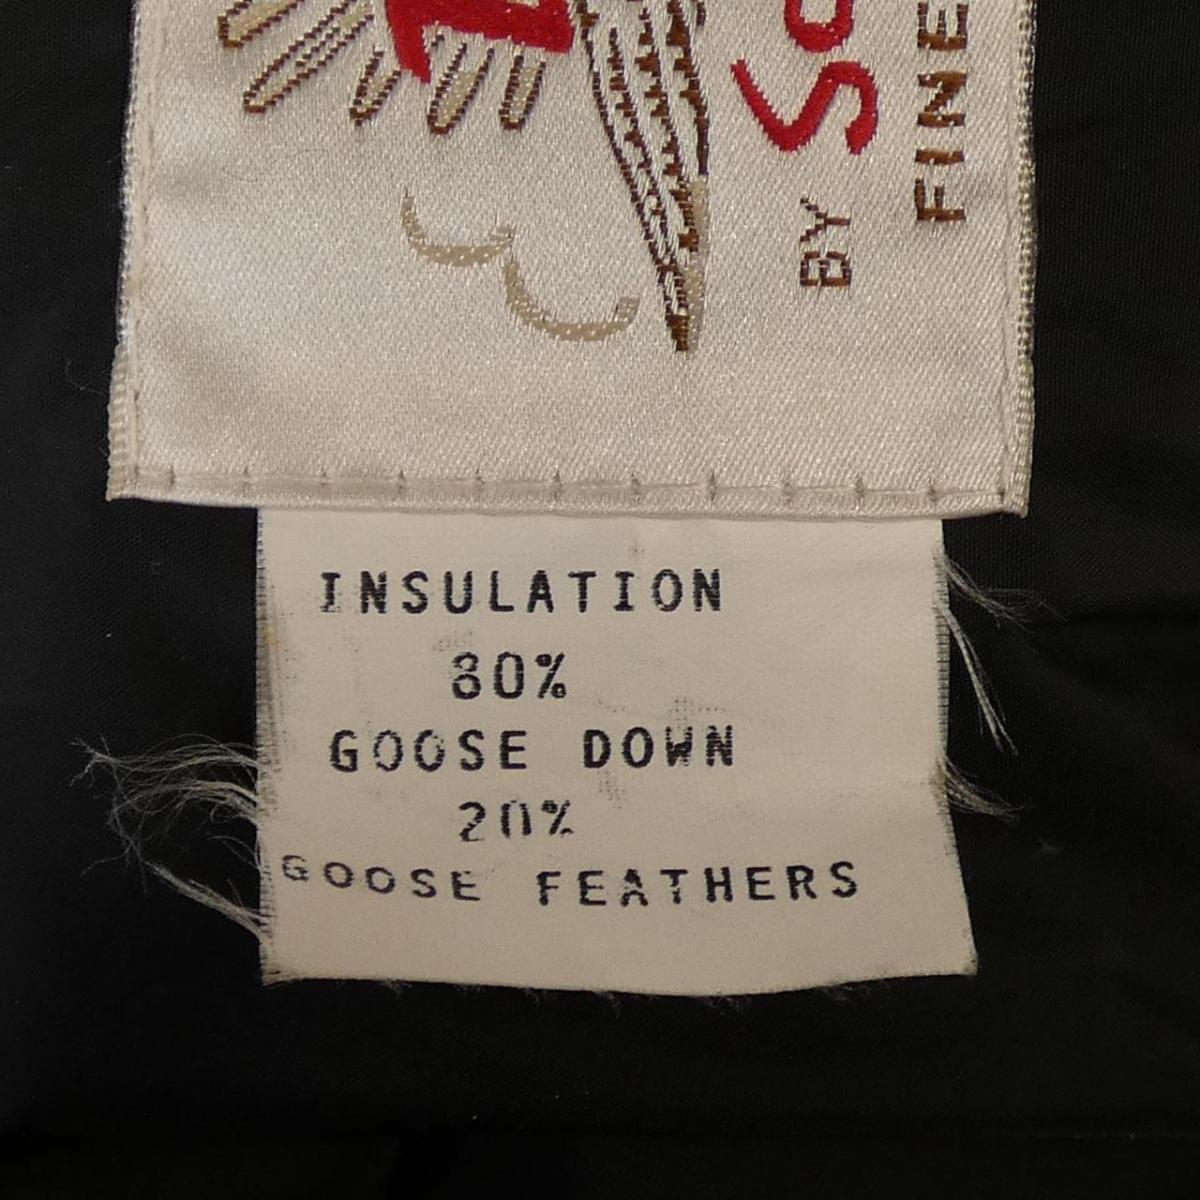 BY
FINE
INSULATION
80%
GOOSE DOWN
20%
GOOSE FEATHERS